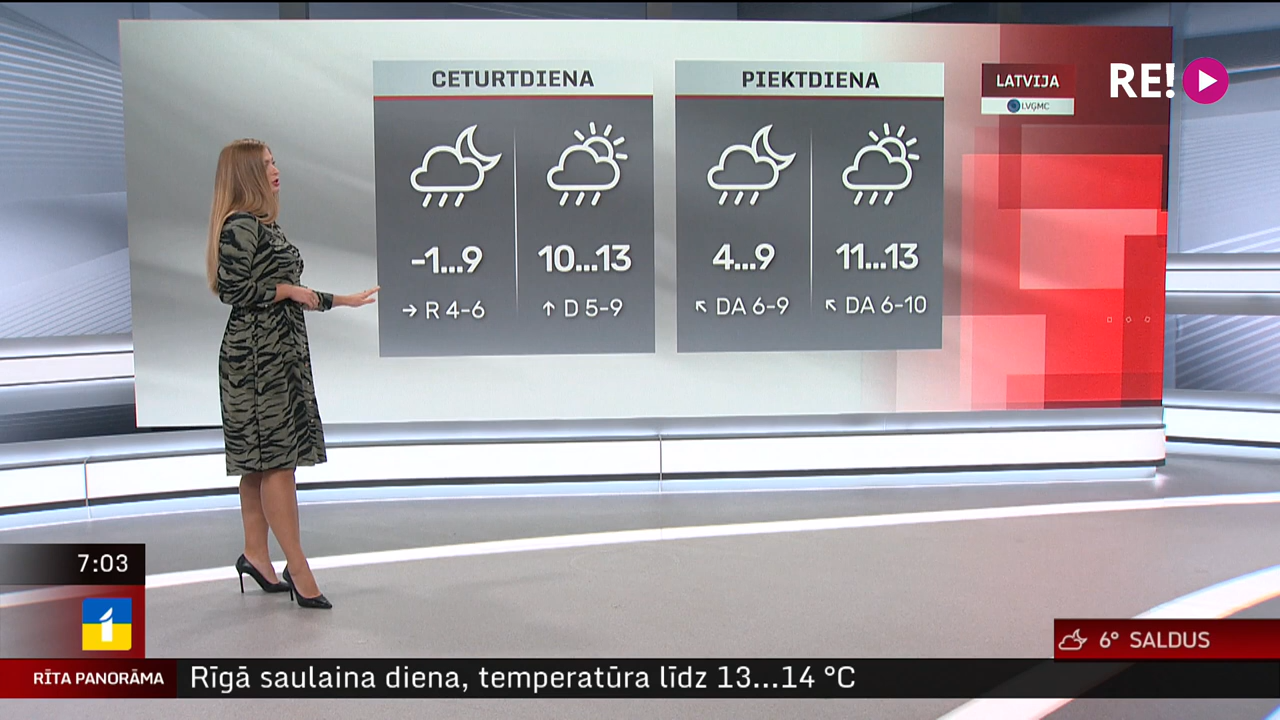 CETURTDIENA
-1...9
10...13
→ R 4-6
↑ D 5-9
PIEKTDIENA
4...9
11...13
↖ DA 6-9
↖ DA 6-10
LATVIJA
LVĢMC
RE!
7:03
1
6° SALDUS
RĪTA PANORĀMA
Rīgā saulaina diena, temperatūra līdz 13...14 °C